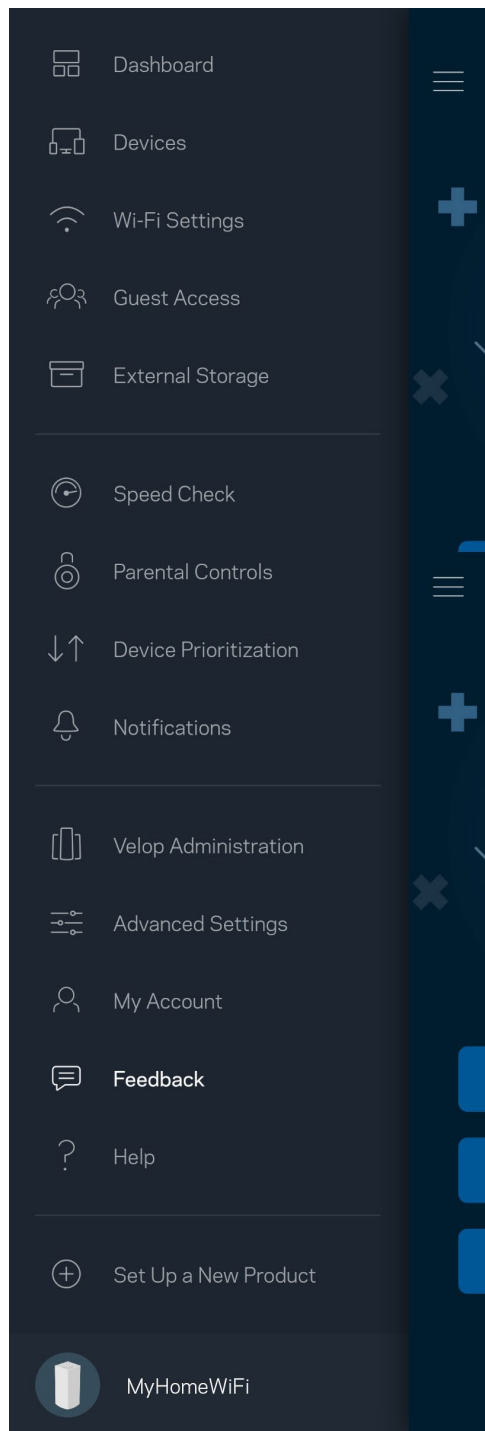 Dashboard
Devices
Wi-Fi Settings
Guest Access
External Storage
Speed Check
Parental Controls
Device Prioritization
Notifications
Velop Administration
Advanced Settings
My Account
Feedback
Help
Set Up a New Product
MyHomeWiFi